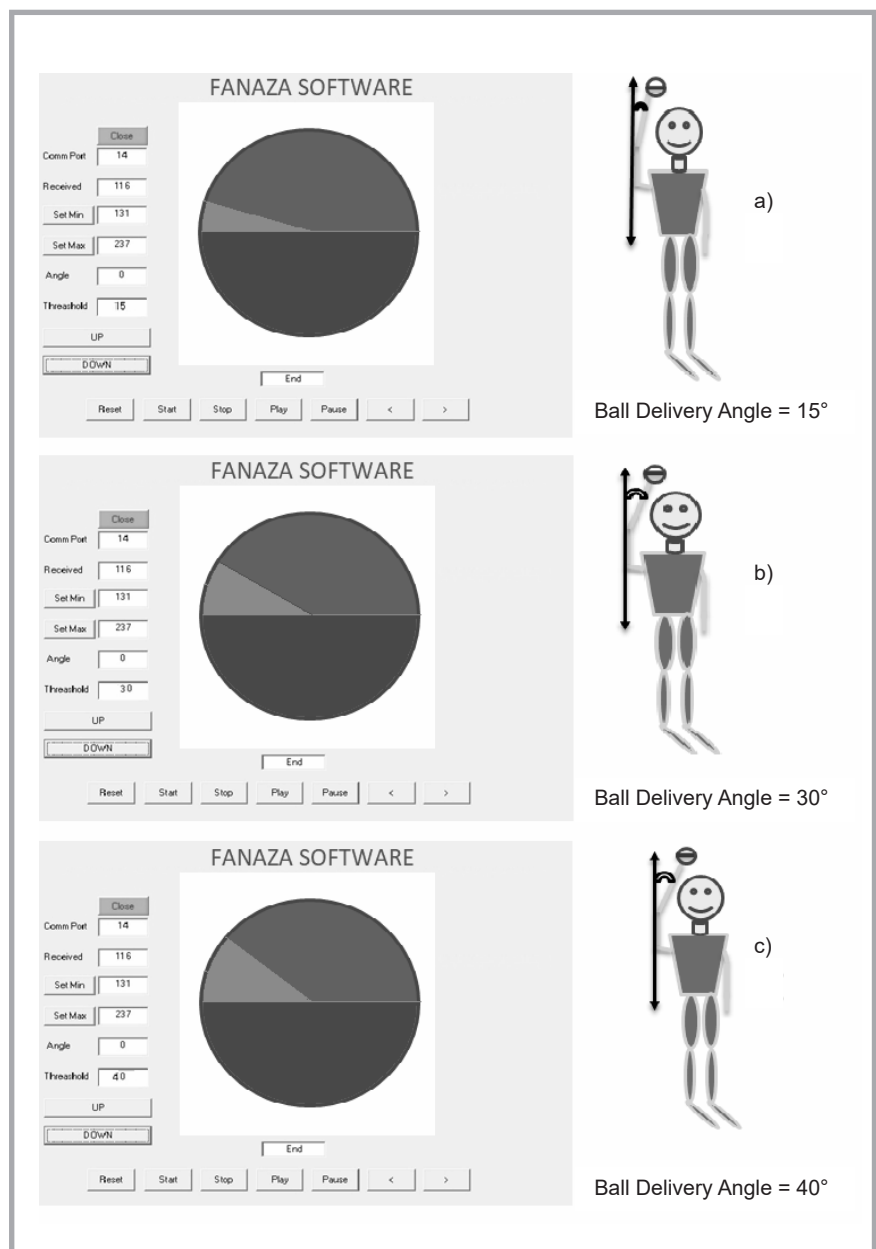 FANAZA SOFTWARE
Close
Comm Port 14
Received 116
Set Min 131
Set Max 237
Angle 0
Threashold 15
UP
DOWN
End
Reset Start Stop Play Pause < >
a)
Ball Delivery Angle = 15°
FANAZA SOFTWARE
Close
Comm Port 14
Received 116
Set Min 131
Set Max 237
Angle 0
Threashold 30
UP
DOWN
End
Reset Start Stop Play Pause < >
b)
Ball Delivery Angle = 30°
FANAZA SOFTWARE
Close
Comm Port 14
Received 116
Set Min 131
Set Max 237
Angle 0
Threashold 40
UP
DOWN
End
Reset Start Stop Play Pause < >
c)
Ball Delivery Angle = 40°